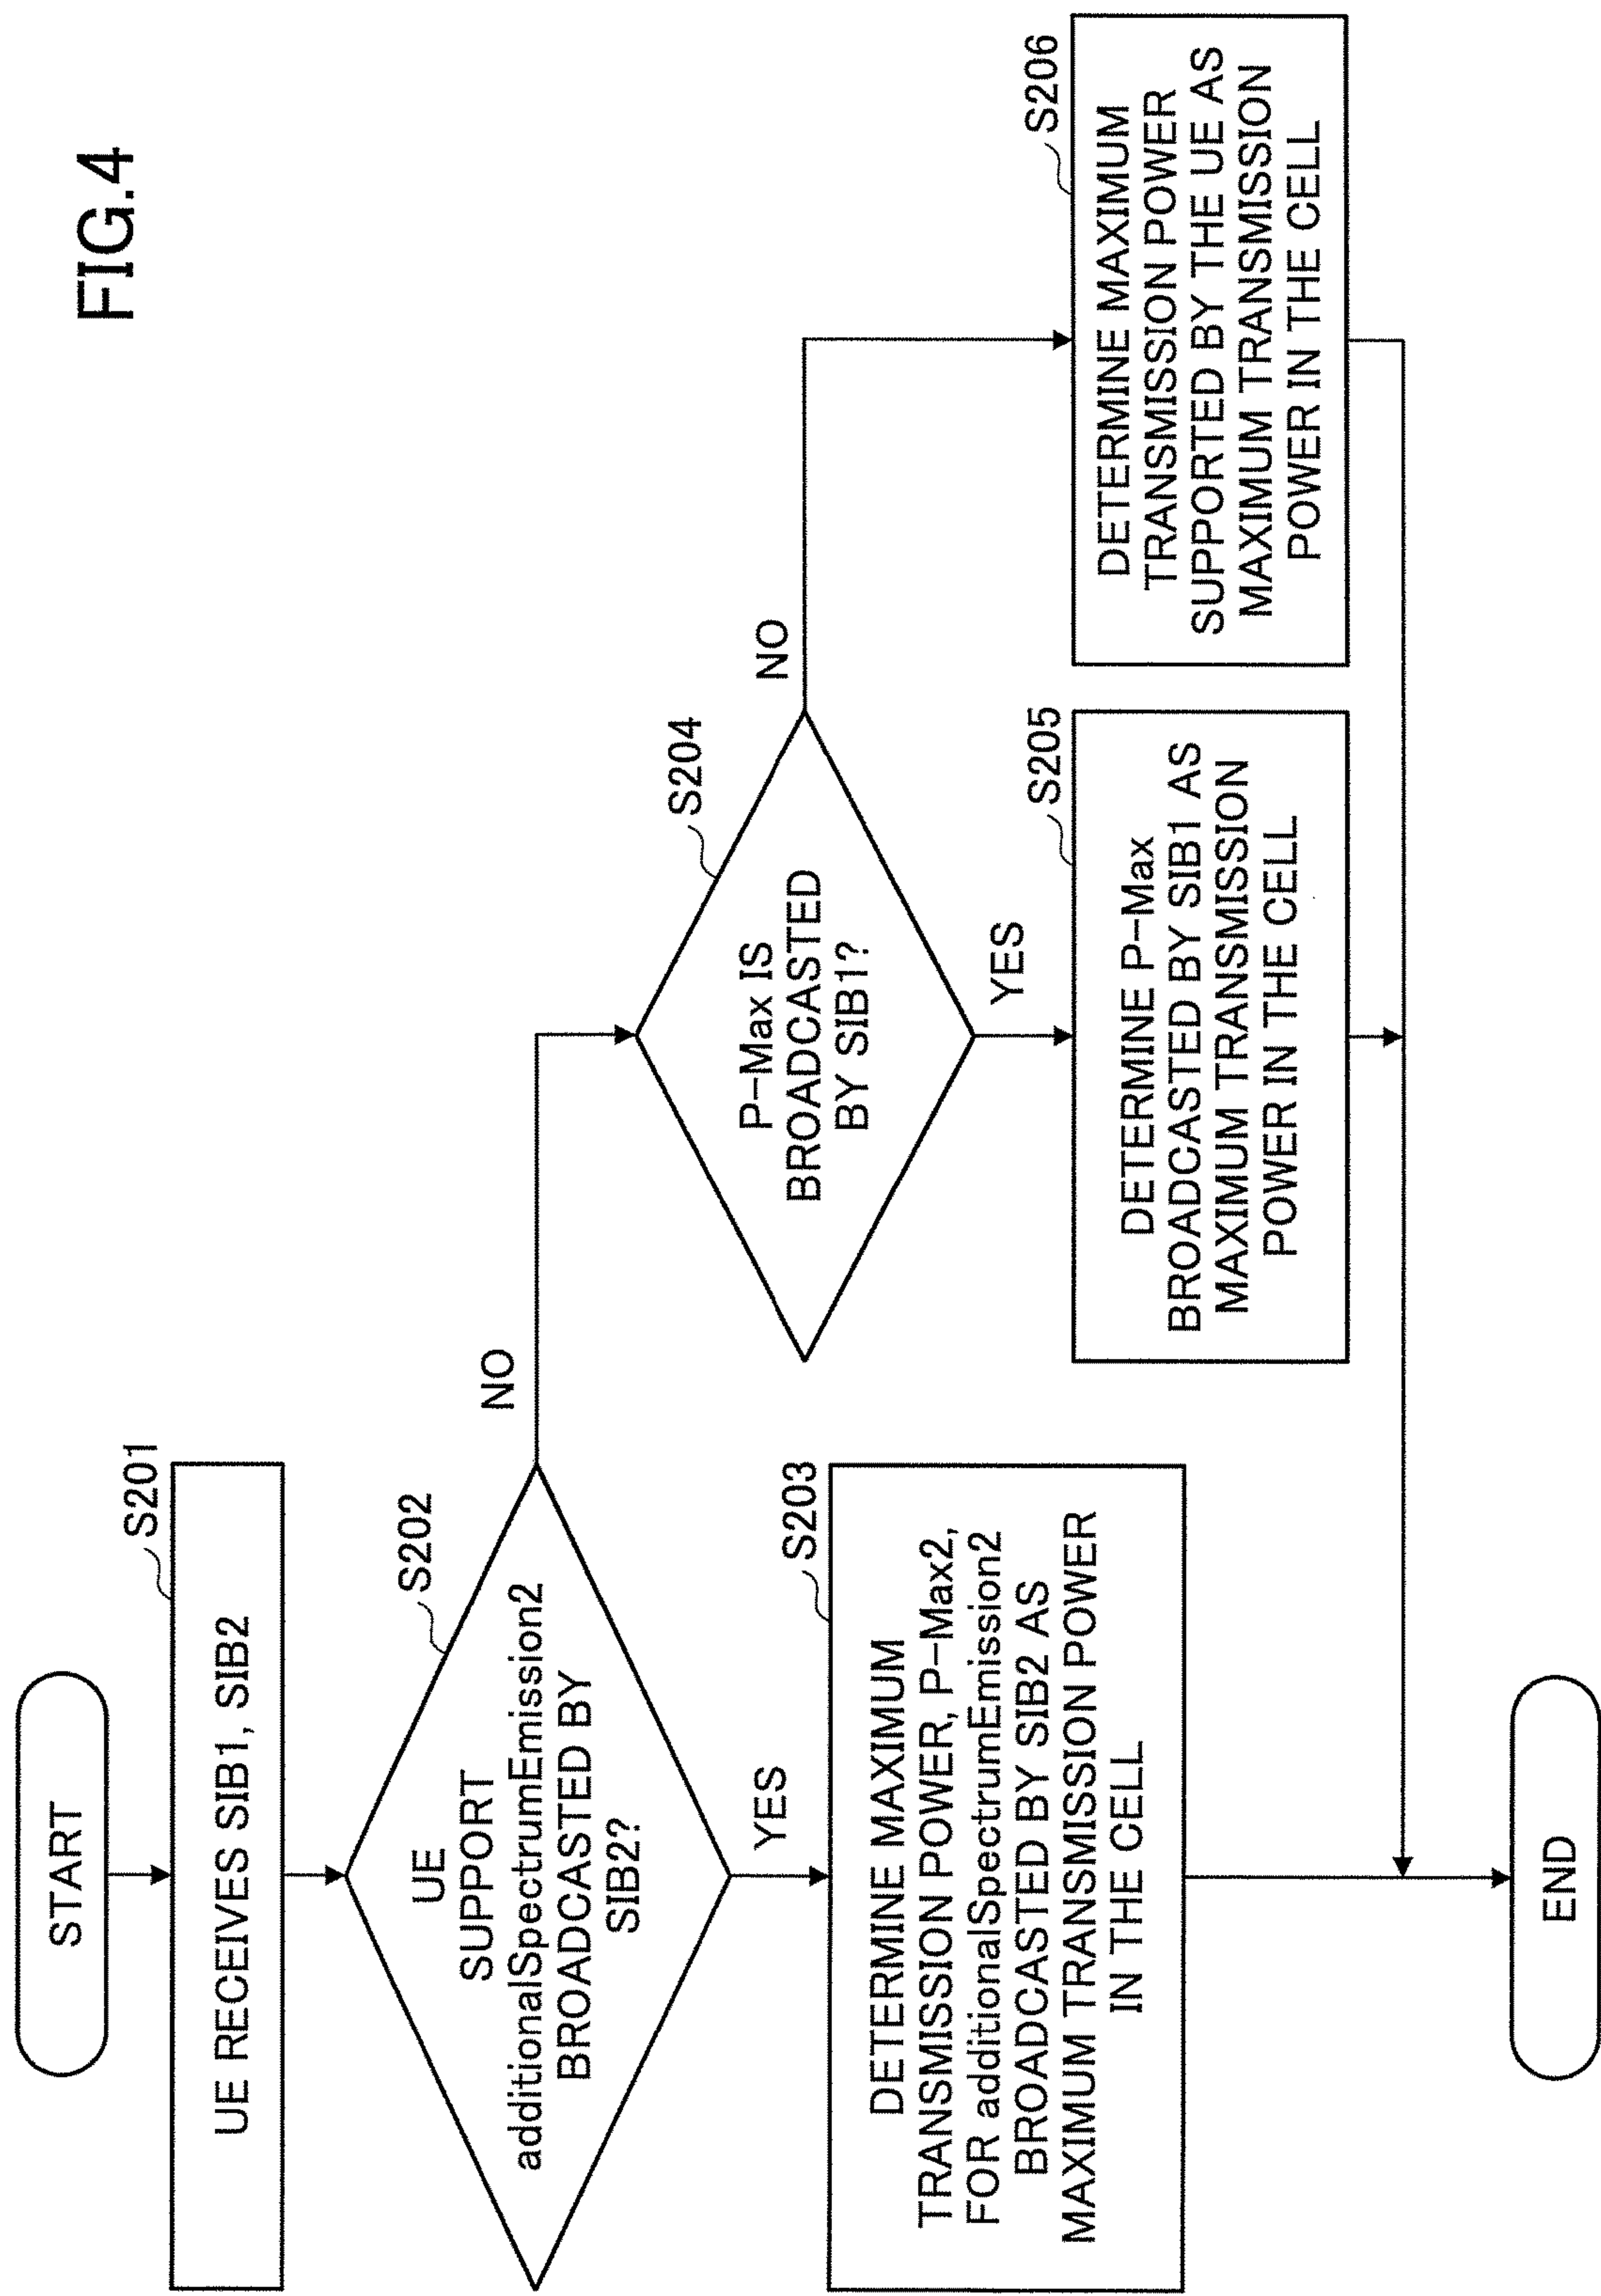 FIG.4
START
S201
UE RECEIVES SIB1, SIB2
S202
UE
SUPPORT
additionalSpectrumEmission2
BROADCASTED BY
SIB2?
NO
YES
S203
DETERMINE MAXIMUM
TRANSMISSION POWER, P-Max2,
FOR additionalSpectrumEmission2
BROADCASTED BY SIB2 AS
MAXIMUM TRANSMISSION POWER
IN THE CELL
S204
P-Max IS
BROADCASTED
BY SIB1?
NO
YES
S205
DETERMINE P-Max
BROADCASTED BY SIB1 AS
MAXIMUM TRANSMISSION
POWER IN THE CELL
S206
DETERMINE MAXIMUM
TRANSMISSION POWER
SUPPORTED BY THE UE AS
MAXIMUM TRANSMISSION
POWER IN THE CELL
END